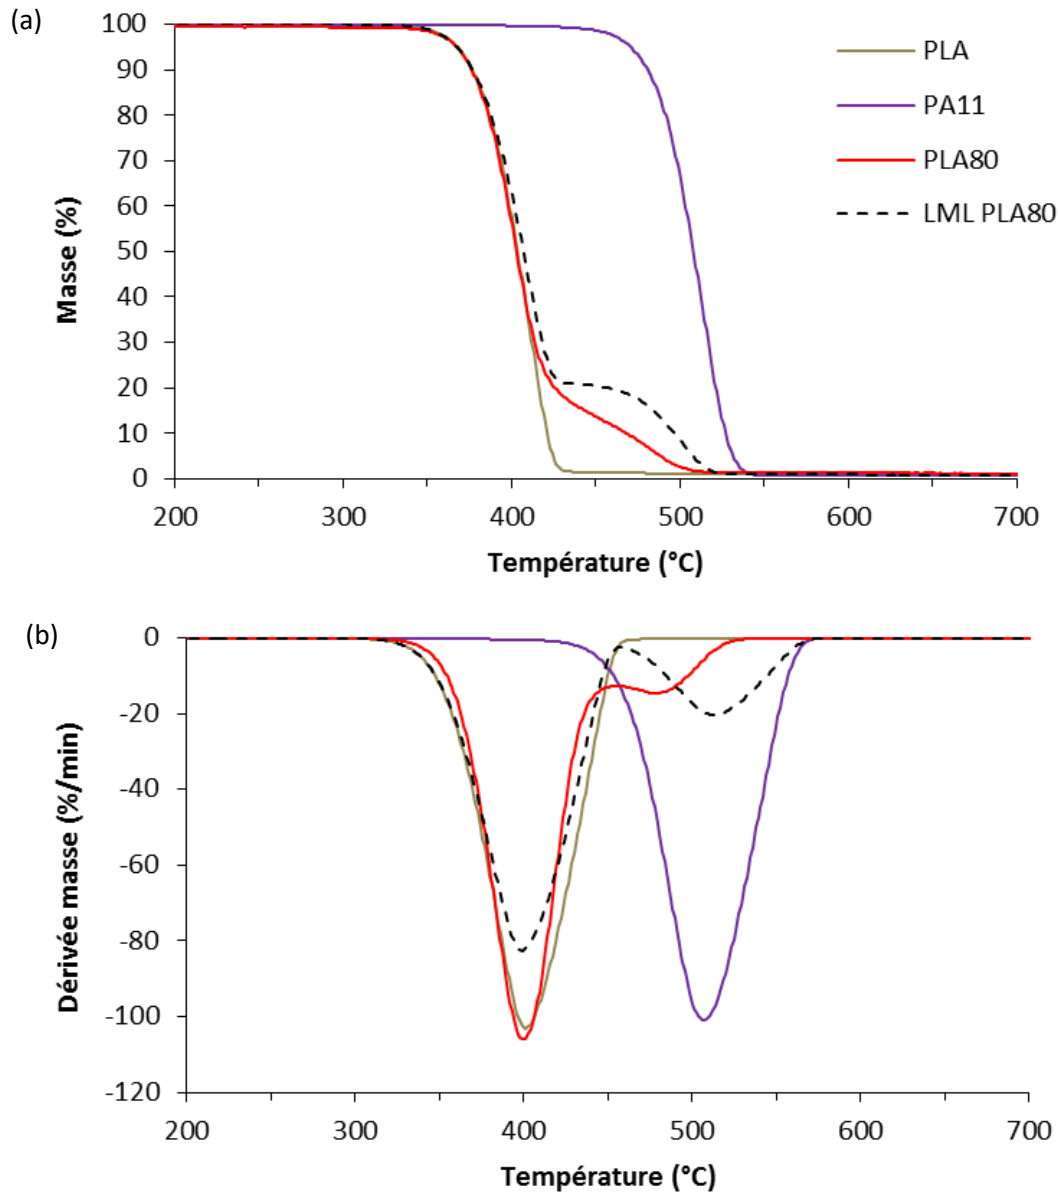 (a)
100
90
80
70
60
50
40
30
20
10
0
Masse (%)
200 300 400 500 600 700
Température (°C)
PLA
PA11
PLA80
LML PLA80
(b)
0
-20
-40
-60
-80
-100
-120
Dérivée masse (%/min)
200 300 400 500 600 700
Température (°C)